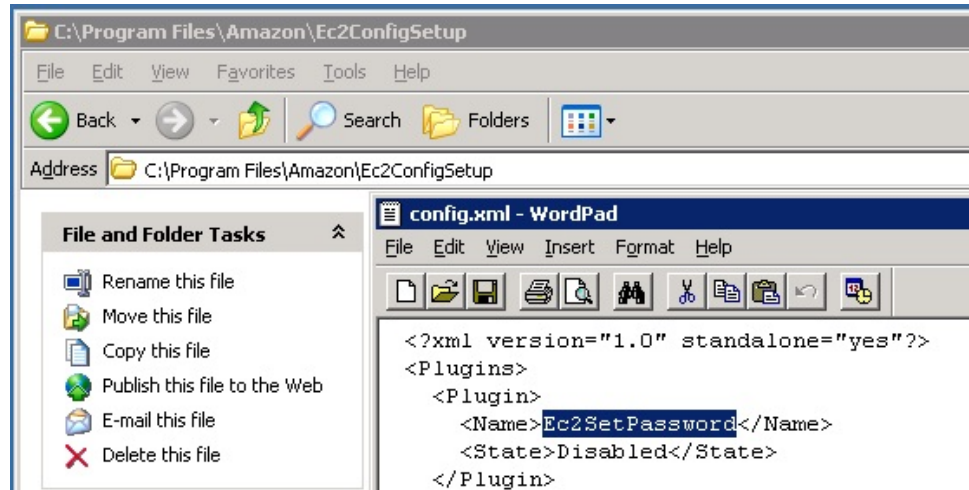 C:\Program Files\Amazon\Ec2ConfigSetup
File Edit View Favorites Tools Help
Back Search Folders
Address C:\Program Files\Amazon\Ec2ConfigSetup
File and Folder Tasks
Rename this file
Move this file
Copy this file
Publish this file to the Web
E-mail this file
Delete this file
config.xml - WordPad
File Edit View Insert Format Help
<?xml version="1.0" standalone="yes"?>
<Plugins>
<Plugin>
<Name>Ec2SetPassword</Name>
<State>Disabled</State>
</Plugin>